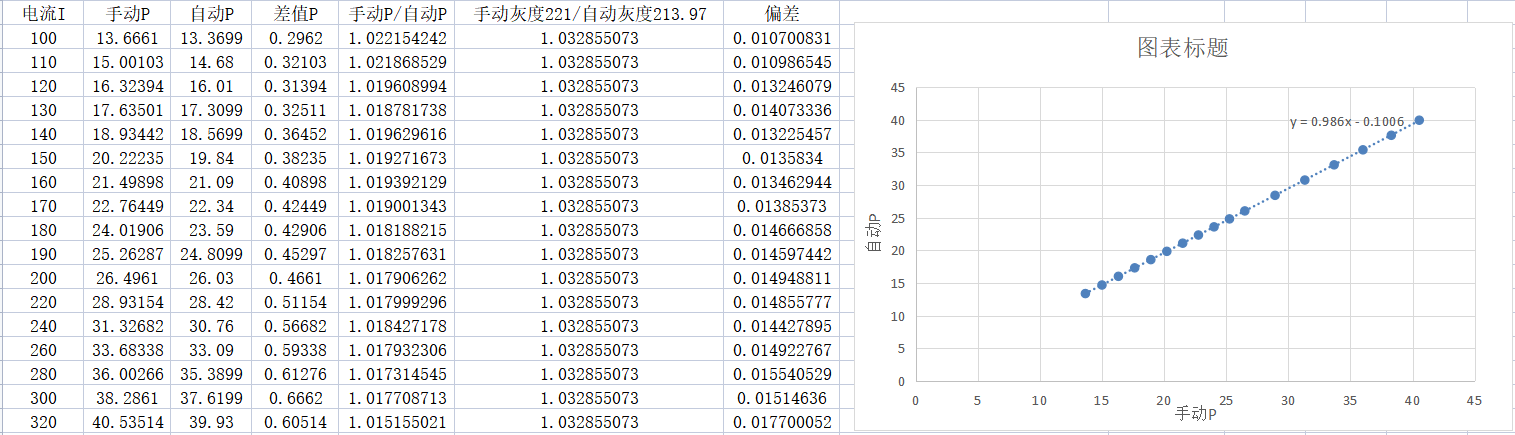 电流I 手动P 自动P 差值P 手动P/自动P 手动灰度221/自动灰度213.97 偏差
100 13.6661 13.3699 0.2962 1.022154242 1.032855073 0.010700831
110 15.00103 14.68 0.32103 1.021868529 1.032855073 0.010986545
120 16.32394 16.01 0.31394 1.019608994 1.032855073 0.013246079
130 17.63501 17.3099 0.32511 1.018781738 1.032855073 0.014073336
140 18.93442 18.5699 0.36452 1.019629616 1.032855073 0.013225457
150 20.22235 19.84 0.38235 1.019271673 1.032855073 0.0135834
160 21.49898 21.09 0.40898 1.019392129 1.032855073 0.013462944
170 22.76449 22.34 0.42449 1.019001343 1.032855073 0.01385373
180 24.01906 23.59 0.42906 1.018188215 1.032855073 0.014666858
190 25.26287 24.8099 0.45297 1.018257631 1.032855073 0.014597442
200 26.4961 26.03 0.4661 1.017906262 1.032855073 0.014948811
220 28.93154 28.42 0.51154 1.017999296 1.032855073 0.014855777
240 31.32682 30.76 0.56682 1.018427178 1.032855073 0.014427895
260 33.68338 33.09 0.59338 1.017932306 1.032855073 0.014922767
280 36.00266 35.3899 0.61276 1.017314545 1.032855073 0.015540529
300 38.2861 37.6199 0.6662 1.017708713 1.032855073 0.01514636
320 40.53514 39.93 0.60514 1.015155021 1.032855073 0.017700052
图表标题
45
40
35
30
25
20
15
10
5
0
自动P
y = 0.986x - 0.1006
0 5 10 15 20 25 30 35 40 45
手动P